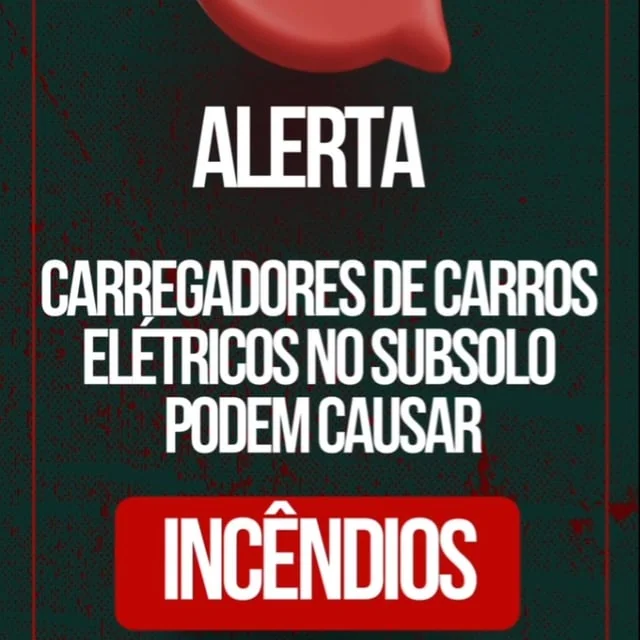 ALERTA
CARREGADORES DE CARROS
ELÉTRICOS NO SUBSOLO
PODEM CAUSAR
INCÊNDIOS